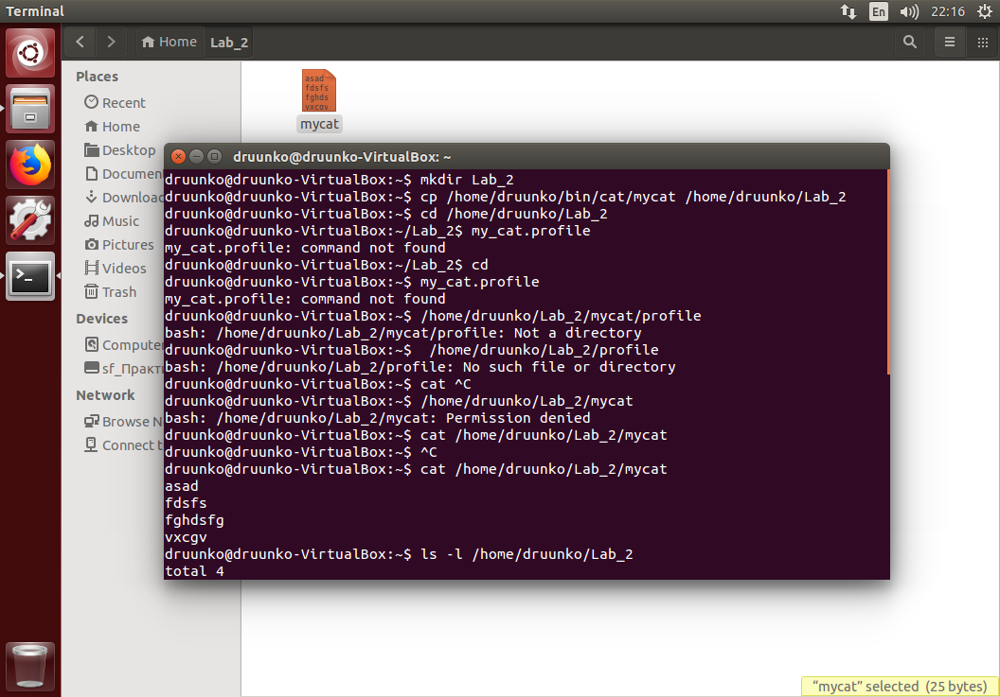 Terminal
En
22:16
Home
Lab_2
Places
Recent
Home
Desktop
Documen
Downloac
Music
Pictures
Videos
Trash
Devices
Compute
sf_Практи
Network
Browse N
Connect t
asad
fdsfs
fghds
vxcgv
mycat
druunko@druunko-VirtualBox: ~
druunko@druunko-VirtualBox:~$ mkdir Lab_2
druunko@druunko-VirtualBox:~$ cp /home/druunko/bin/cat/mycat /home/druunko/Lab_2
druunko@druunko-VirtualBox:~$ cd /home/druunko/Lab_2
druunko@druunko-VirtualBox:~/Lab_2$ my_cat.profile
my_cat.profile: command not found
druunko@druunko-VirtualBox:~/Lab_2$ cd
druunko@druunko-VirtualBox:~$ my_cat.profile
my_cat.profile: command not found
druunko@druunko-VirtualBox:~$ /home/druunko/Lab_2/mycat/profile
bash: /home/druunko/Lab_2/mycat/profile: Not a directory
druunko@druunko-VirtualBox:~$  /home/druunko/Lab_2/profile
bash: /home/druunko/Lab_2/profile: No such file or directory
druunko@druunko-VirtualBox:~$ cat ^C
druunko@druunko-VirtualBox:~$ /home/druunko/Lab_2/mycat
bash: /home/druunko/Lab_2/mycat: Permission denied
druunko@druunko-VirtualBox:~$ cat /home/druunko/Lab_2/mycat
druunko@druunko-VirtualBox:~$ ^C
druunko@druunko-VirtualBox:~$ cat /home/druunko/Lab_2/mycat
asad
fdsfs
fghdsfg
vxcgv
druunko@druunko-VirtualBox:~$ ls -l /home/druunko/Lab_2
total 4
“mycat” selected (25 bytes)